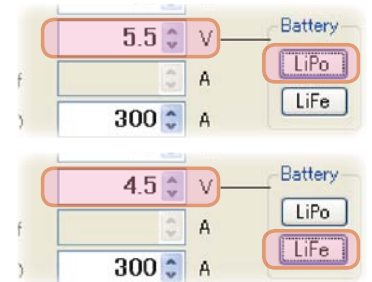 5.5 V Battery
LiPo
A
300 A LiFe
4.5 V Battery
LiPo
A
300 A LiFe